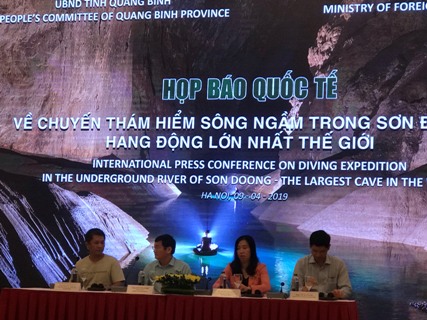 UBND TỈNH QUẢNG BÌNH
PEOPLE'S COMMITTEE OF QUANG BINH PROVINCE
MINISTRY OF FOREIG
HỌP BÁO QUỐC TẾ
VỀ CHUYẾN THÁM HIỂM SÔNG NGẦM TRONG SƠN Đ
HANG ĐỘNG LỚN NHẤT THẾ GIỚI
INTERNATIONAL PRESS CONFERENCE ON DIVING EXPEDITION
IN THE UNDERGROUND RIVER OF SON DOONG - THE LARGEST CAVE IN THE
HA NOI, 09 - 04 - 2019